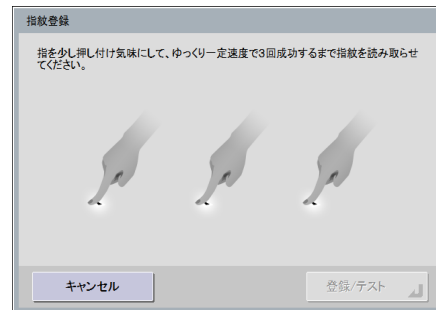 指紋登録
指を少し押し付け気味にして、ゆっくり一定速度で3回成功するまで指紋を読み取らせ
てください。
キャンセル
登録/テスト